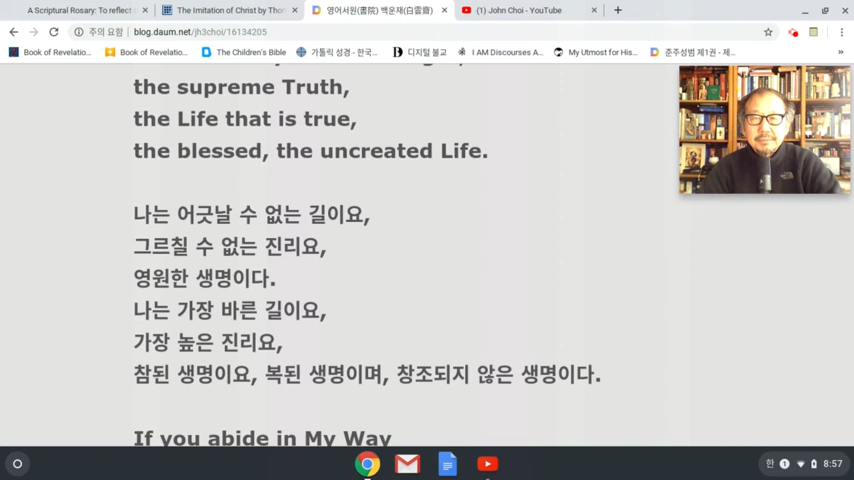 A Scriptural Rosary: To reflect
The Imitation of Christ by Thom
영어서원(書院) 백운재(白雲齋)
(1) John Choi - YouTube
주의 요함
blog.daum.net/jh3choi/16134205
Book of Revelatio...
Book of Revelatio...
The Children's Bible
가톨릭 성경 - 한국...
디지털 불교
I AM Discourses A...
My Utmost for His...
준주성범 제1권 - 제...
the supreme Truth,
the Life that is true,
the blessed, the uncreated Life.
나는 어긋날 수 없는 길이요,
그르칠 수 없는 진리요,
영원한 생명이다.
나는 가장 바른 길이요,
가장 높은 진리요,
참된 생명이요, 복된 생명이며, 창조되지 않은 생명이다.
If you abide in My Way
한
1
8:57